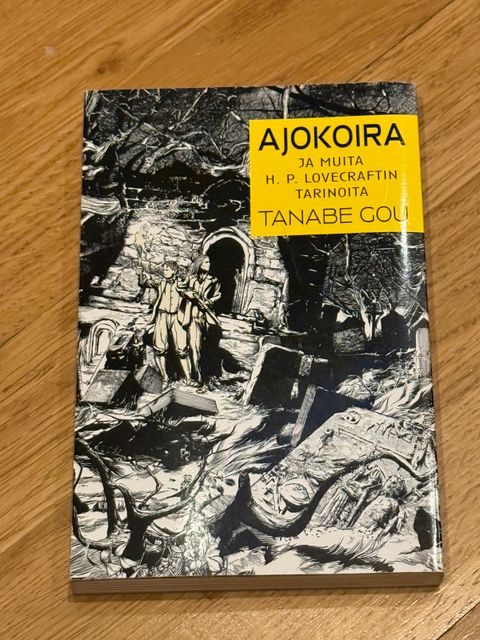 AJOKOIRA
JA MUITA
H. P. LOVECRAFTIN
TARINOITA
TANABE GOU